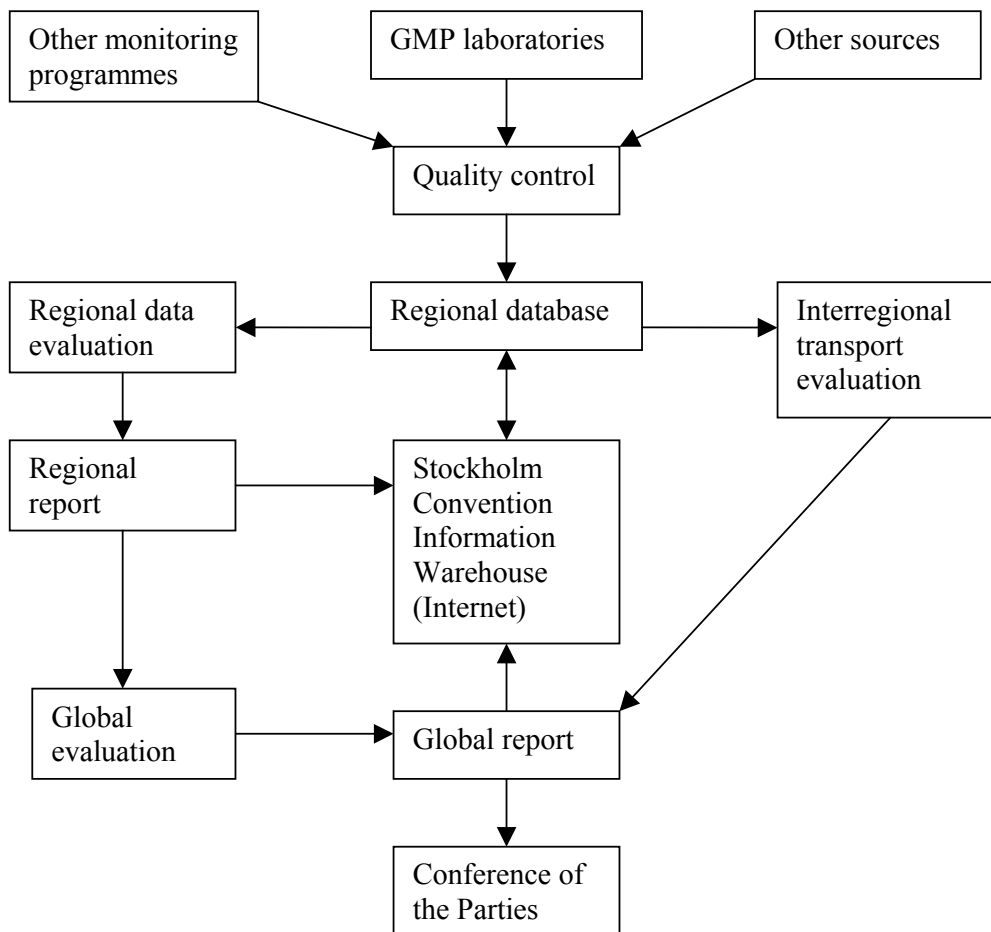 Other monitoring
programmes
GMP laboratories
Other sources
Quality control
Regional data
evaluation
Regional database
Interregional
transport
evaluation
Regional
report
Stockholm
Convention
Information
Warehouse
(Internet)
Global
evaluation
Global report
Conference of
the Parties